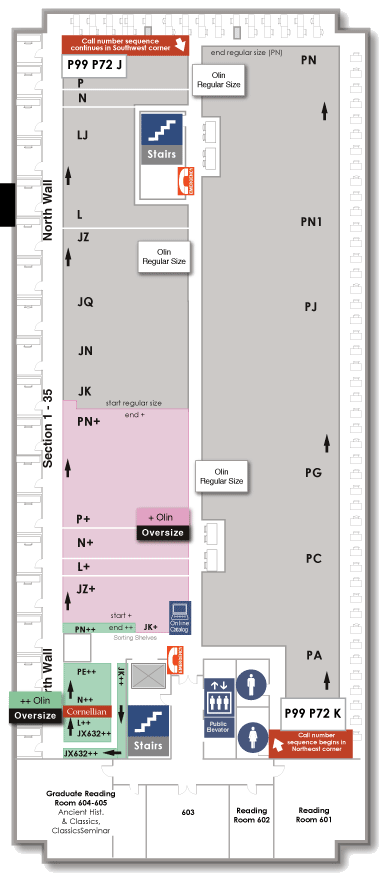 Call number sequence
continues in Southwest corner
P99 P72 J
P
N
LJ
Stairs
EMERGENCY
L
JZ
JQ
JN
JK
start regular size
end +
PN+
P+
N+
L+
JZ+
start +
end ++
PN++
JK+
Sorting Shelves
North Wall
Section 1 - 35
rth Wall
+ Olin
Oversize
Online
Catalog
end regular size (PN)
Olin
Regular Size
PN
PN1
Olin
Regular Size
PJ
Olin
Regular Size
PG
PC
PA
P99 P72 K
Call number
sequence begins in
Northeast corner
EMERGENCY
PE++
JK++
N++
++ Olin
Oversize
Cornellian
L++
JX632++
JX632++
Stairs
Public
Elevator
Graduate Reading
Room 604-605
Ancient Hist.
& Classics,
ClassicsSeminar
603
Reading
Room 602
Reading
Room 601